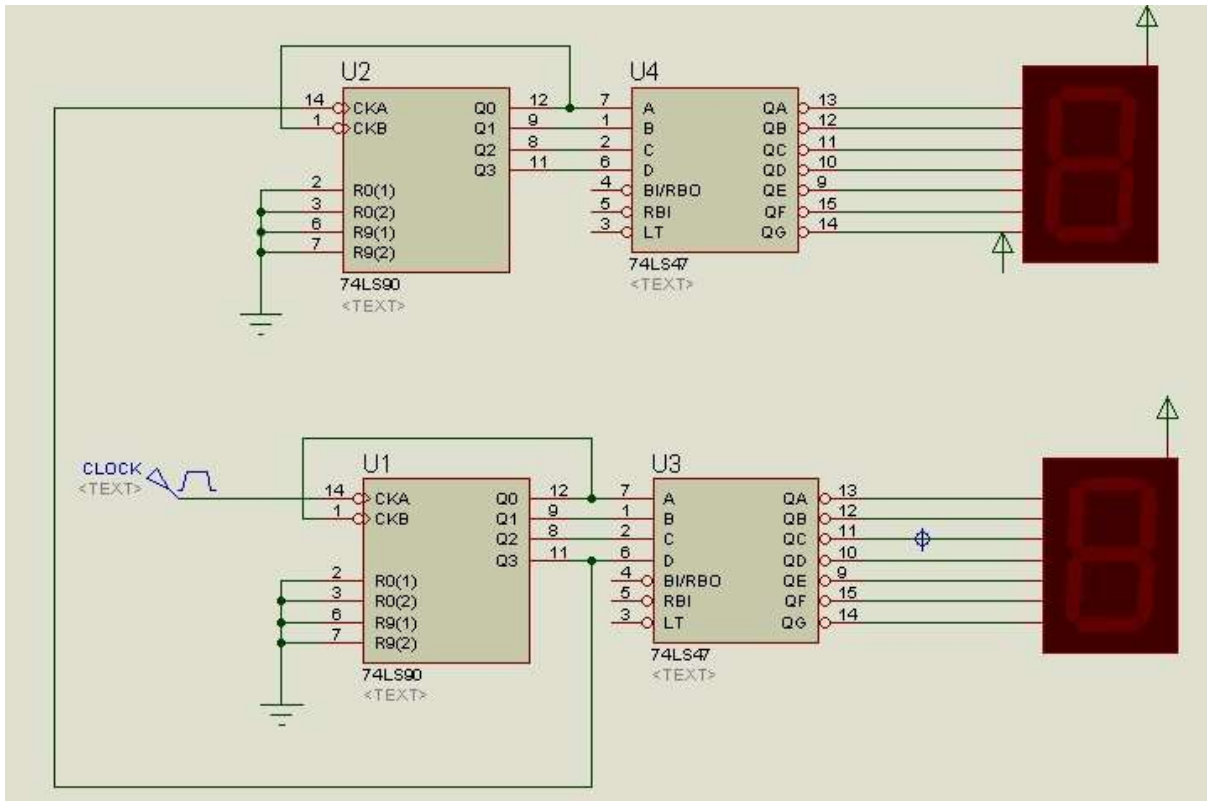 U2
U4
14 CKA Q0 12 7 A QA 13
1 CKB Q1 9 1 B QB 12
Q2 8 2 C QC 11
Q3 11 6 D QD 10
2 R0(1) 4 BI/RBO QE 9
3 R0(2) 5 RBI QF 15
6 R9(1) 3 LT QG 14
7 R9(2)
74LS90
<TEXT>
74LS47
<TEXT>
CLOCK
<TEXT>
U1
U3
14 CKA Q0 12 7 A QA 13
1 CKB Q1 9 1 B QB 12
Q2 8 2 C QC 11
Q3 11 6 D QD 10
2 R0(1) 4 BI/RBO QE 9
3 R0(2) 5 RBI QF 15
6 R9(1) 3 LT QG 14
7 R9(2)
74LS90
<TEXT>
74LS47
<TEXT>